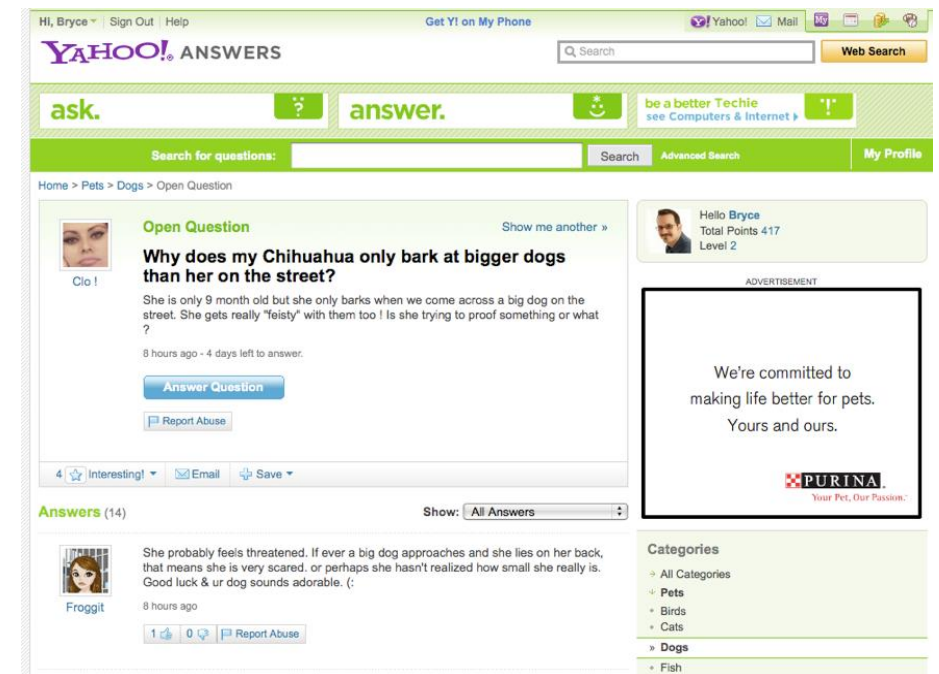 Hi, Bryce Sign Out Help Get Y! on My Phone Yahoo! Mail
YAHOO! ANSWERS Search Web Search
ask. answer. be a better Techie
see Computers & Internet
Search for questions: Search Advanced Search My Profile
Home > Pets > Dogs > Open Question
Open Question Show me another »
Why does my Chihuahua only bark at bigger dogs
than her on the street?
Clo !
She is only 9 month old but she only barks when we come across a big dog on the
street. She gets really "feisty" with them too ! Is she trying to proof something or what
?
8 hours ago - 4 days left to answer.
Answer Question
Report Abuse
4 Interesting! Email Save
Hello Bryce
Total Points 417
Level 2
ADVERTISEMENT
We're committed to
making life better for pets.
Yours and ours.
PURINA
Your Pet, Our Passion.
Answers (14) Show: All Answers
She probably feels threatened. If ever a big dog approaches and she lies on her back,
that means she is very scared. or perhaps she hasn't realized how small she really is.
Good luck & ur dog sounds adorable. (:
Froggit
8 hours ago
1 0 Report Abuse
Categories
All Categories
Pets
Birds
Cats
» Dogs
Fish